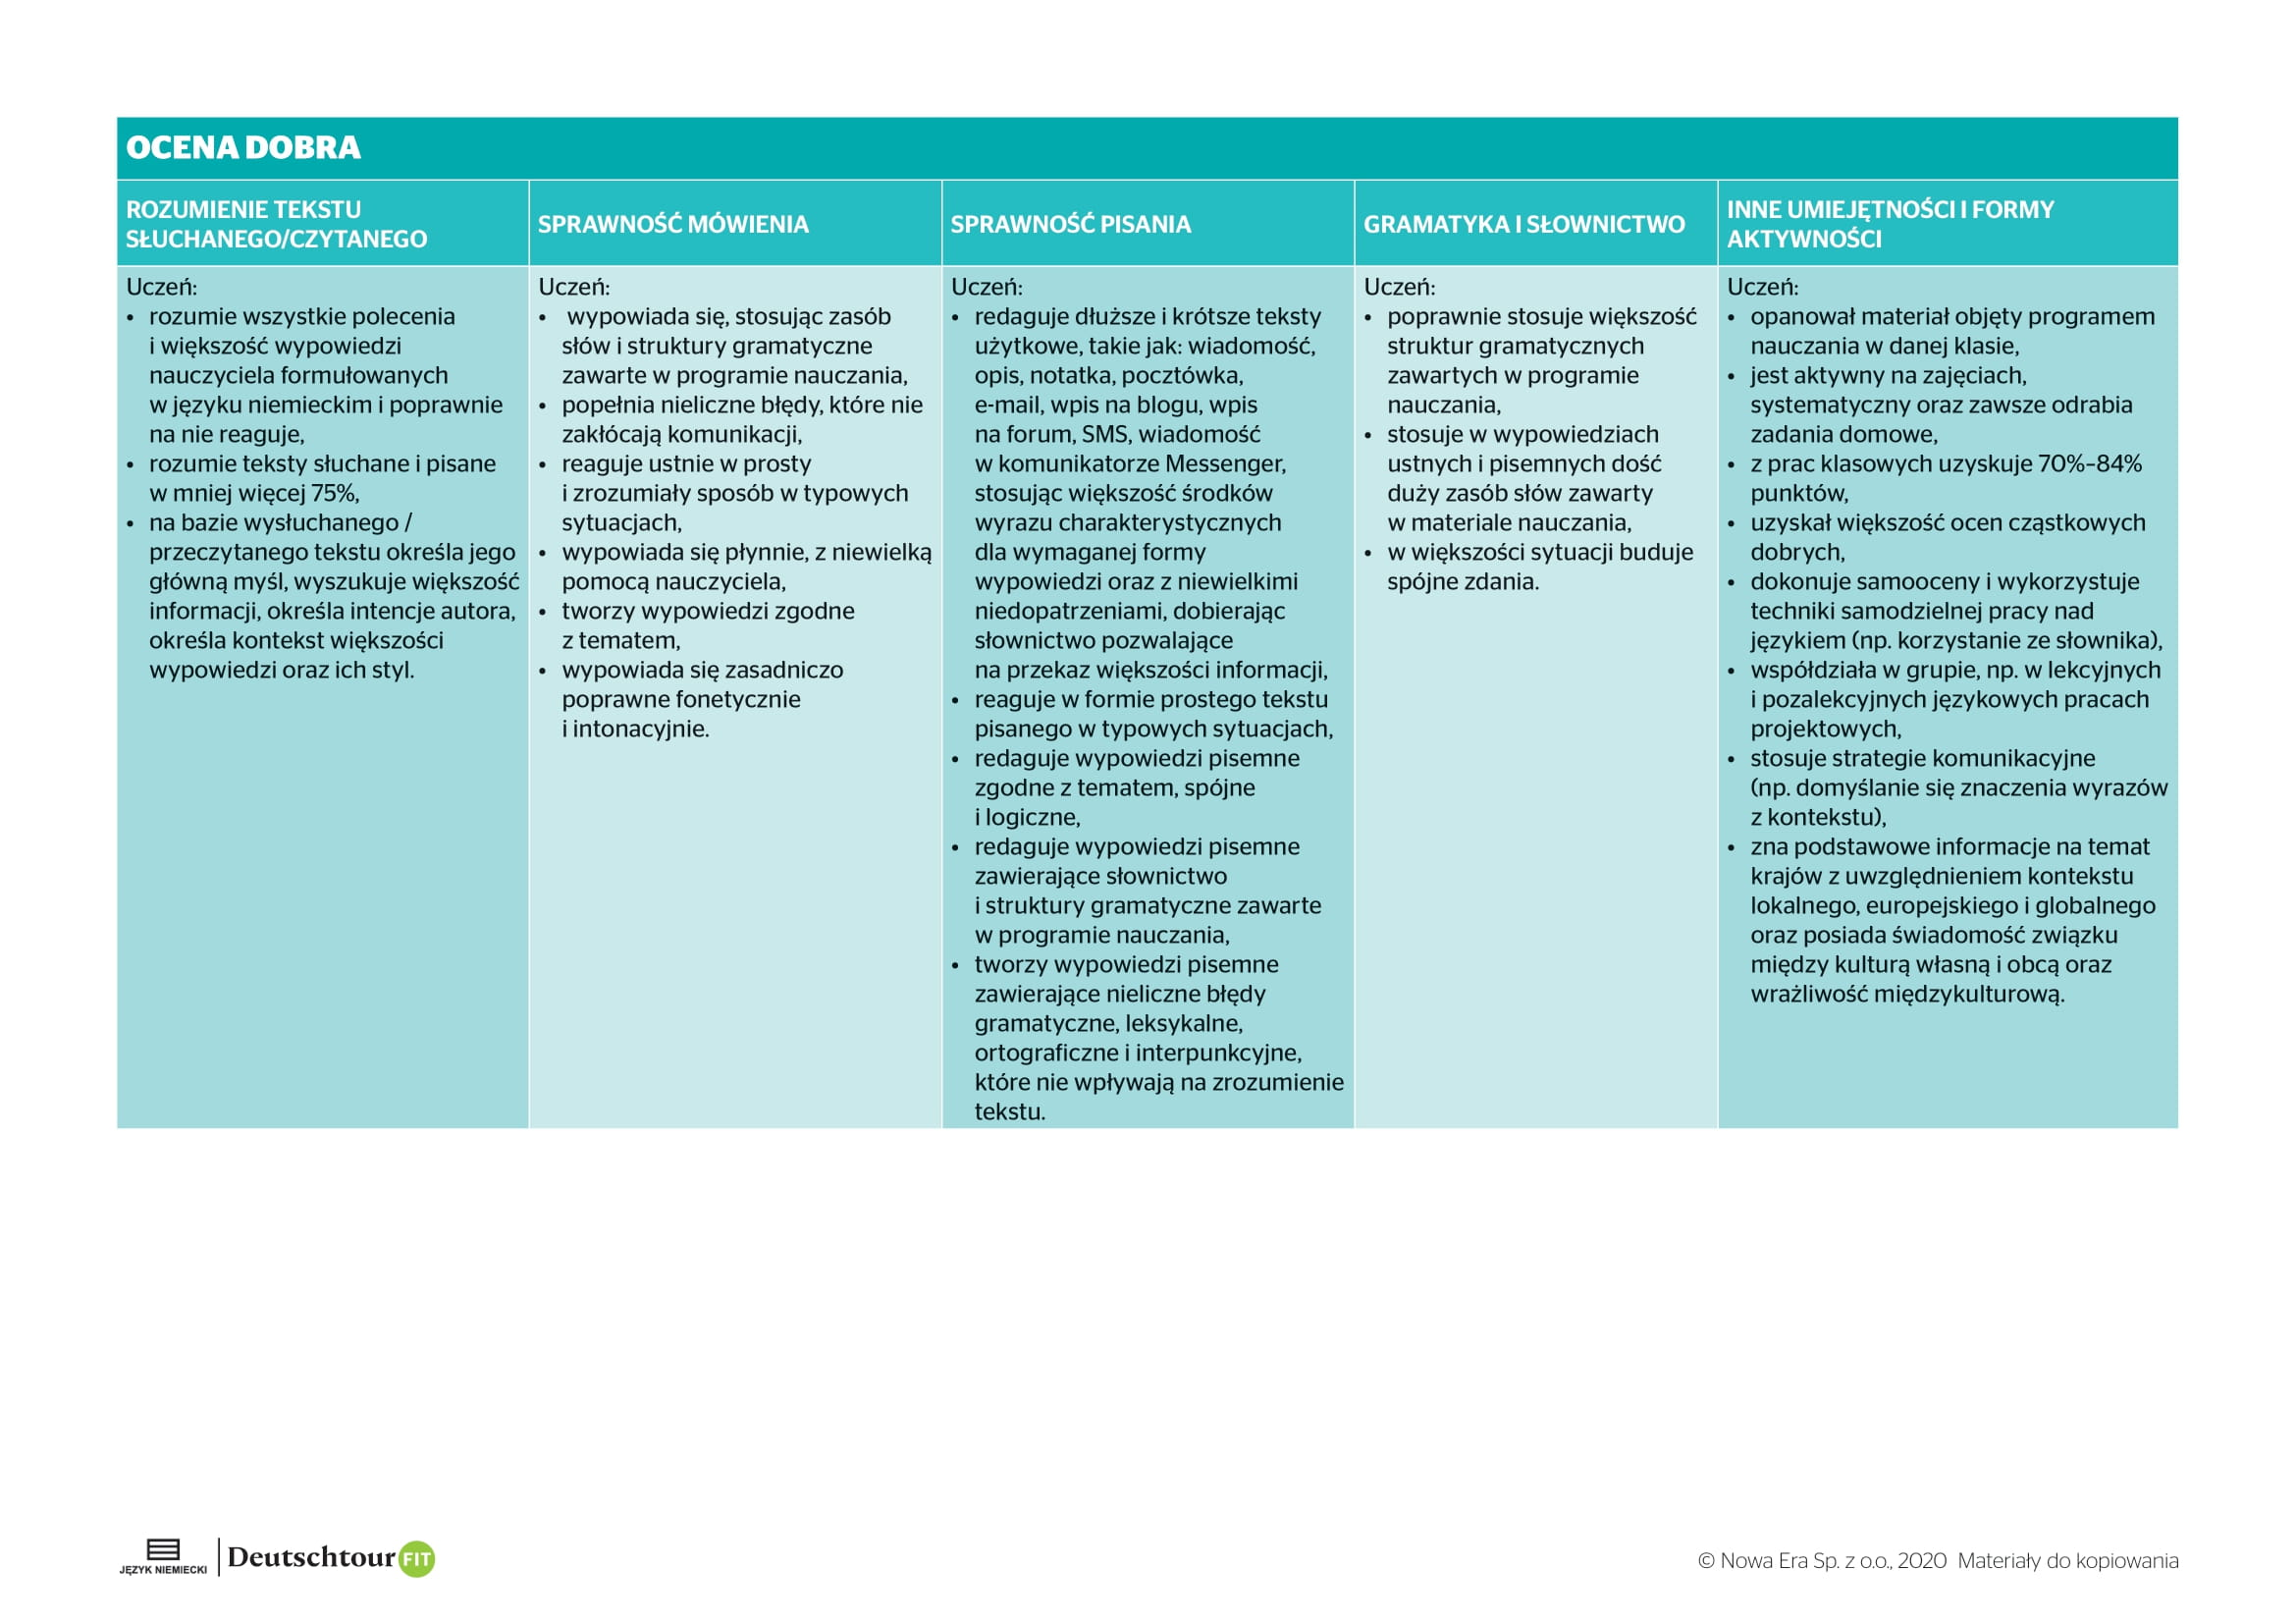 OCENA DOBRA
ROZUMIENIE TEKSTU
SŁUCHANEGO/CZYTANEGO
SPRAWNOŚĆ MÓWIENIA
SPRAWNOŚĆ PISANIA
GRAMATYKA I SŁOWNICTWO
INNE UMIEJĘTNOŚCI I FORMY
AKTYWNOŚCI
Uczeń:
• rozumie wszystkie polecenia
i większość wypowiedzi
nauczyciela formułowanych
w języku niemieckim i poprawnie
na nie reaguje,
• rozumie teksty słuchane i pisane
w mniej więcej 75%,
• na bazie wysłuchanego /
przeczytanego tekstu określa jego
główną myśl, wyszukuje większość
informacji, określa intencje autora,
określa kontekst większości
wypowiedzi oraz ich styl.
Uczeń:
• wypowiada się, stosując zasób
słów i struktury gramatyczne
zawarte w programie nauczania,
• popełnia nieliczne błędy, które nie
zakłócają komunikacji,
• reaguje ustnie w prosty
i zrozumiały sposób w typowych
sytuacjach,
• wypowiada się płynnie, z niewielką
pomocą nauczyciela,
• tworzy wypowiedzi zgodne
z tematem,
• wypowiada się zasadniczo
poprawne fonetycznie
i intonacyjnie.
Uczeń:
• redaguje dłuższe i krótsze teksty
użytkowe, takie jak: wiadomość,
opis, notatka, pocztówka,
e-mail, wpis na blogu, wpis
na forum, SMS, wiadomość
w komunikatorze Messenger,
stosując większość środków
wyrazu charakterystycznych
dla wymaganej formy
wypowiedzi oraz z niewielkimi
niedopatrzeniami, dobierając
słownictwo pozwalające
na przekaz większości informacji,
• reaguje w formie prostego tekstu
pisanego w typowych sytuacjach,
• redaguje wypowiedzi pisemne
zgodne z tematem, spójne
i logiczne,
• redaguje wypowiedzi pisemne
zawierające słownictwo
i struktury gramatyczne zawarte
w programie nauczania,
• tworzy wypowiedzi pisemne
zawierające nieliczne błędy
gramatyczne, leksykalne,
ortograficzne i interpunkcyjne,
które nie wpływają na zrozumienie
tekstu.
Uczeń:
• poprawnie stosuje większość
struktur gramatycznych
zawartych w programie
nauczania,
• stosuje w wypowiedziach
ustnych i pisemnych dość
duży zasób słów zawarty
w materiale nauczania,
• w większości sytuacji buduje
spójne zdania.
Uczeń:
• opanował materiał objęty programem
nauczania w danej klasie,
• jest aktywny na zajęciach,
systematyczny oraz zawsze odrabia
zadania domowe,
• z prac klasowych uzyskuje 70%–84%
punktów,
• uzyskał większość ocen cząstkowych
dobrych,
• dokonuje samooceny i wykorzystuje
techniki samodzielnej pracy nad
językiem (np. korzystanie ze słownika),
• współdziała w grupie, np. w lekcyjnych
i pozalekcyjnych językowych pracach
projektowych,
• stosuje strategie komunikacyjne
(np. domyślanie się znaczenia wyrazów
z kontekstu),
• zna podstawowe informacje na temat
krajów z uwzględnieniem kontekstu
lokalnego, europejskiego i globalnego
oraz posiada świadomość związku
między kulturą własną i obcą oraz
wrażliwość międzykulturową.
JĘZYK NIEMIECKI
Deutschtour FIT
© Nowa Era Sp. z o.o., 2020 Materiały do kopiowania